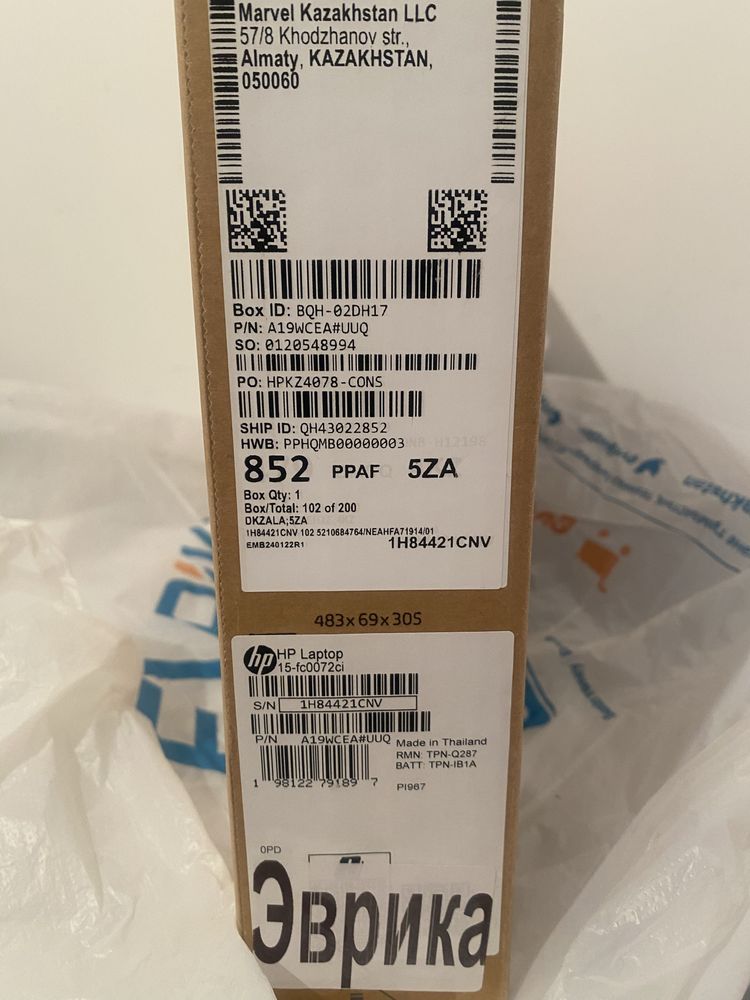 Marvel Kazakhstan LLC
57/8 Khodzhanov str.,
Almaty, KAZAKHSTAN,
050060
Box ID: BQH-02DH17
P/N: A19WCEA#UUQ
SO: 0120548994
PO: HPKZ4078-CONS
SHIP ID: QH43022852
HWB: PPHQMB00000003
852 PPAF 5ZA
Box Qty: 1
Box/Total: 102 of 200
DKZALA;5ZA
1H84421CNV 102 5210684764/NEAHFA71914/01
EMB240122R1
1H84421CNV
483x69x305
hp HP Laptop
15-fc0072ci
S/N 1H84421CNV
P/N A19WCEA#UUQ
Made in Thailand
RMN: TPN-Q287
BATT: TPN-IB1A
1 98122 79189 7
PI967
0PD
Эврика